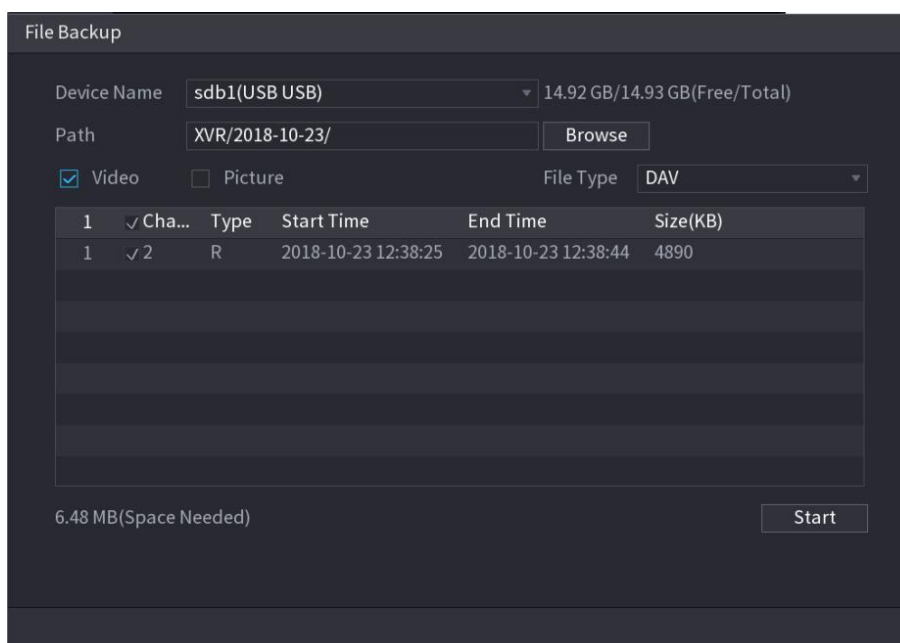 File Backup
Device Name sdb1(USB USB) 14.92 GB/14.93 GB(Free/Total)
Path XVR/2018-10-23/ Browse
Video Picture File Type DAV
1 Cha... Type Start Time End Time Size(KB)
1 2 R 2018-10-23 12:38:25 2018-10-23 12:38:44 4890
6.48 MB(Space Needed) Start